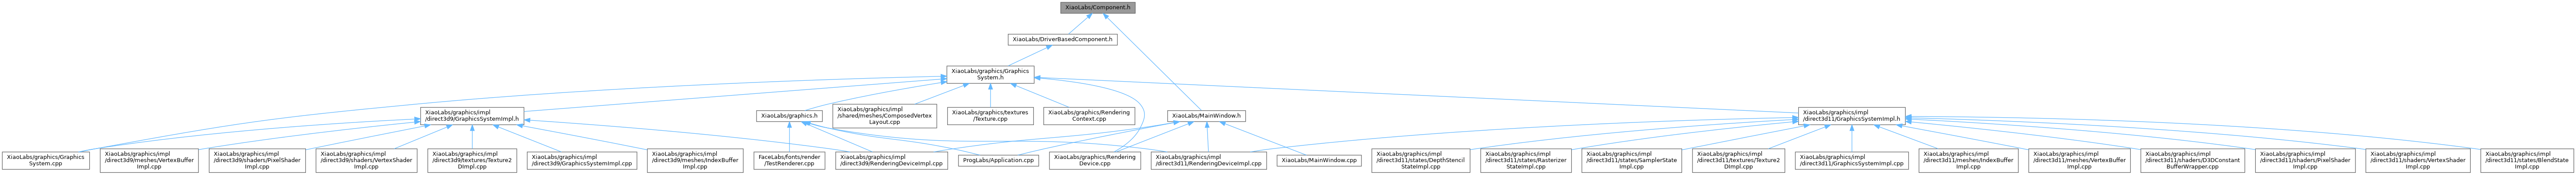 XiaoLabs/Component.h
XiaoLabs/DriverBasedComponent.h
XiaoLabs/graphics/Graphics
System.h
XiaoLabs/graphics/impl
/direct3d9/GraphicsSystemImpl.h
XiaoLabs/graphics.h
XiaoLabs/graphics/impl
/shared/meshes/ComposedVertex
Layout.cpp
XiaoLabs/graphics/textures
/Texture.cpp
XiaoLabs/graphics/Rendering
Context.cpp
XiaoLabs/MainWindow.h
XiaoLabs/graphics/impl
/direct3d11/GraphicsSystemImpl.h
XiaoLabs/graphics/Graphics
System.cpp
XiaoLabs/graphics/impl
/direct3d9/meshes/VertexBuffer
Impl.cpp
XiaoLabs/graphics/impl
/direct3d9/shaders/PixelShader
Impl.cpp
XiaoLabs/graphics/impl
/direct3d9/shaders/VertexShader
Impl.cpp
XiaoLabs/graphics/impl
/direct3d9/textures/Texture2
DImpl.cpp
XiaoLabs/graphics/impl
/direct3d9/GraphicsSystemImpl.cpp
XiaoLabs/graphics/impl
/direct3d9/meshes/IndexBuffer
Impl.cpp
FaceLabs/fonts/render
/TestRenderer.cpp
XiaoLabs/graphics/impl
/direct3d9/RenderingDeviceImpl.cpp
ProgLabs/Application.cpp
XiaoLabs/graphics/Rendering
Device.cpp
XiaoLabs/graphics/impl
/direct3d11/RenderingDeviceImpl.cpp
XiaoLabs/MainWindow.cpp
XiaoLabs/graphics/impl
/direct3d11/states/DepthStencil
StateImpl.cpp
XiaoLabs/graphics/impl
/direct3d11/states/Rasterizer
StateImpl.cpp
XiaoLabs/graphics/impl
/direct3d11/states/SamplerState
Impl.cpp
XiaoLabs/graphics/impl
/direct3d11/textures/Texture2
DImpl.cpp
XiaoLabs/graphics/impl
/direct3d11/GraphicsSystemImpl.cpp
XiaoLabs/graphics/impl
/direct3d11/meshes/IndexBuffer
Impl.cpp
XiaoLabs/graphics/impl
/direct3d11/meshes/VertexBuffer
Impl.cpp
XiaoLabs/graphics/impl
/direct3d11/shaders/D3DConstant
BufferWrapper.cpp
XiaoLabs/graphics/impl
/direct3d11/shaders/PixelShader
Impl.cpp
XiaoLabs/graphics/impl
/direct3d11/shaders/VertexShader
Impl.cpp
XiaoLabs/graphics/impl
/direct3d11/states/BlendState
Impl.cpp